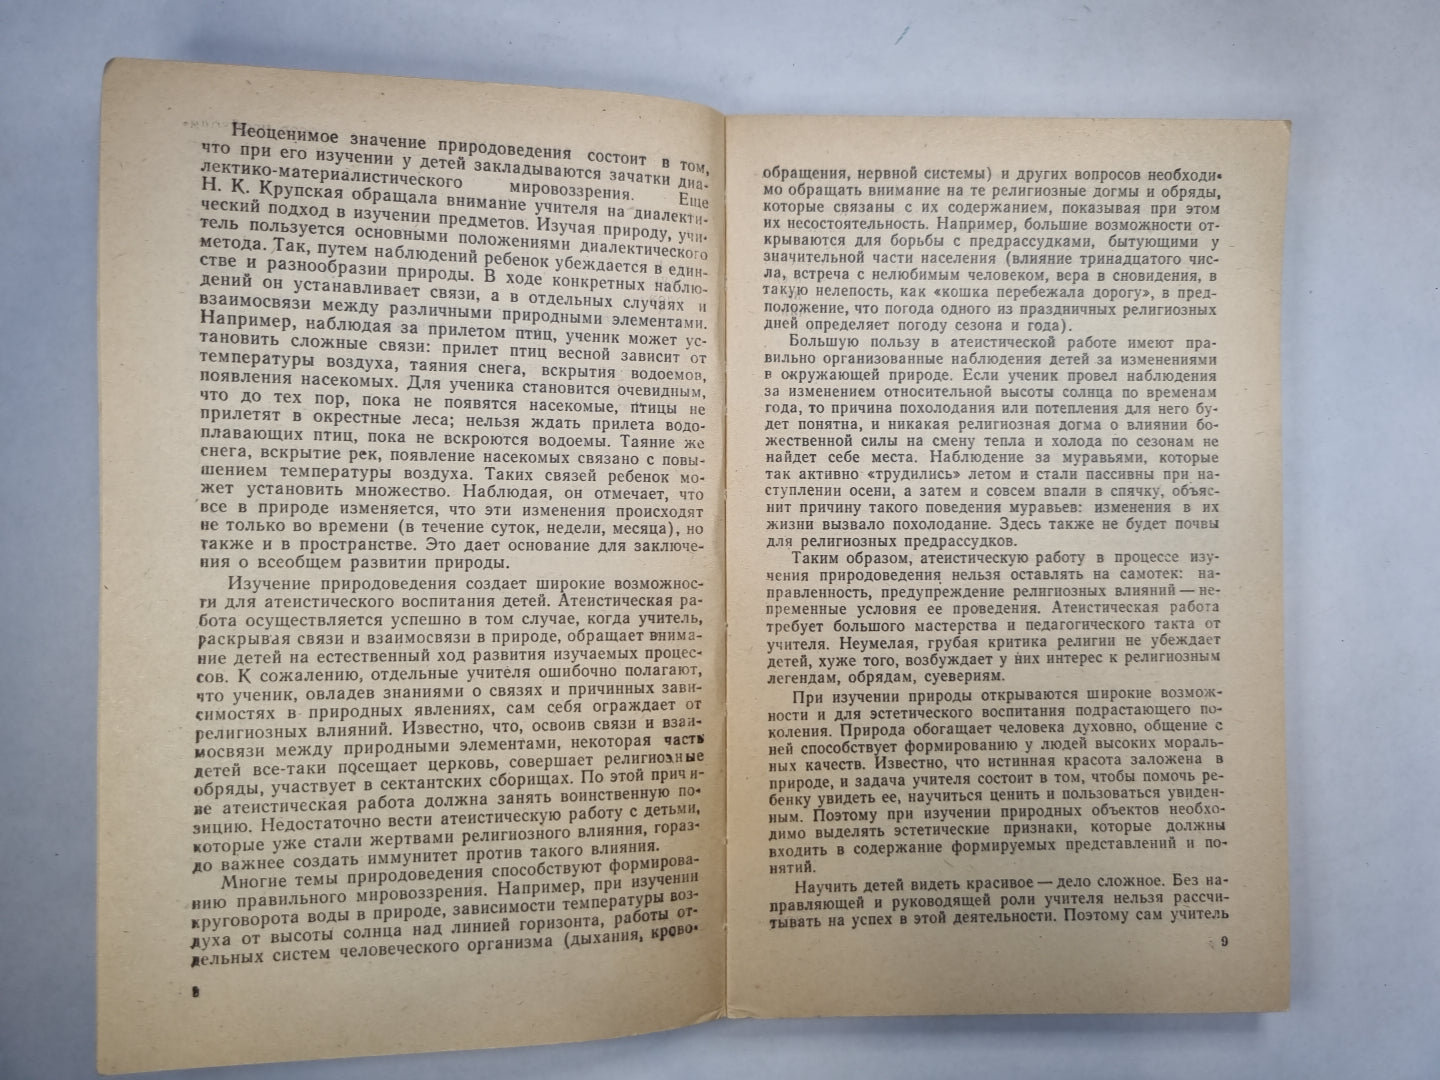 Неоценимое значение природоведения состоит в том,
что при его изучении у детей закладываются зачатки диа-
лектико-материалистического мировоззрения. Еще
Н. К. Крупская обращала внимание учителя на диалекти-
ческий подход в изучении предметов. Изучая природу, учи-
тель пользуется основными положениями диалектического
метода. Так, путем наблюдений ребенок убеждается в един-
стве и разнообразии природы. В ходе конкретных наблю-
дений он устанавливает связи, а в отдельных случаях и
взаимосвязи между различными природными элементами.
Например, наблюдая за прилетом птиц, ученик может ус-
тановить сложные связи: прилет птиц весной зависит от
температуры воздуха, таяния снега, вскрытия водоемов,
появления насекомых. Для ученика становится очевидным,
что до тех пор, пока не появятся насекомые, птицы не
прилетят в окрестные леса; нельзя ждать прилета водо-
плавающих птиц, пока не вскроются водоемы. Таяние же
снега, вскрытие рек, появление насекомых связано с повы-
шением температуры воздуха. Таких связей ребенок мо-
жет установить множество. Наблюдая, он отмечает, что
все в природе изменяется, что эти изменения происходят
не только во времени (в течение суток, недели, месяца), но
также и в пространстве. Это дает основание для заключе-
ния о всеобщем развитии природы.
Изучение природоведения создает широкие возможнос-
ти для атеистического воспитания детей. Атеистическая ра-
бота осуществляется успешно в том случае, когда учитель,
раскрывая связи и взаимосвязи в природе, обращает внима-
ние детей на естественный ход развития изучаемых процес-
сов. К сожалению, отдельные учителя ошибочно полагают,
что ученик, овладев знаниями о связях и причинных зави-
симостях в природных явлениях, сам себя ограждает от
религиозных влияний. Известно, что, освоив связи и взаи-
мосвязи между природными элементами, некоторая часть
детей все-таки посещает церковь, совершает религиозные
обряды, участвует в сектантских сборищах. По этой причи-
не атеистическая работа должна занять воинственную по-
зицию. Недостаточно вести атеистическую работу с детьми,
которые уже стали жертвами религиозного влияния, гораз-
до важнее создать иммунитет против такого влияния.
Многие темы природоведения способствуют формирова-
нию правильного мировоззрения. Например, при изучении
круговорота воды в природе, зависимости температуры воз-
духа от высоты солнца над линией горизонта, работы от-
дельных систем человеческого организма (дыхания, крово-
8
обращения, нервной системы) и других вопросов необходи-
мо обращать внимание на те религиозные догмы и обряды,
которые связаны с их содержанием, показывая при этом
их несостоятельность. Например, большие возможности от-
крываются для борьбы с предрассудками, бытующими у
значительной части населения (влияние тринадцатого чис-
ла, встреча с нелюбимым человеком, вера в сновидения, в
такую нелепость, как «кошка перебежала дорогу», в пред-
положение, что погода одного из праздничных религиозных
дней определяет погоду сезона и года).
Большую пользу в атеистической работе имеют пра-
вильно организованные наблюдения детей за изменениями
в окружающей природе. Если ученик провел наблюдения
за изменением относительной высоты солнца по временам
года, то причина похолодания или потепления для него бу-
дет понятна, и никакая религиозная догма о влиянии бо-
жественной силы на смену тепла и холода по сезонам не
найдет себе места. Наблюдение за муравьями, которые
так активно «трудились» летом и стали пассивны при на-
ступлении осени, а затем и совсем впали в спячку, объяс-
нит причину такого поведения муравьев: изменения в их
жизни вызвало похолодание. Здесь также не будет почвы
для религиозных предрассудков.
Таким образом, атеистическую работу в процессе изу-
чения природоведения нельзя оставлять на самотек: на-
правленность, предупреждение религиозных влияний — не-
пременные условия ее проведения. Атеистическая работа
требует большого мастерства и педагогического такта от
учителя. Неумелая, грубая критика религии не убеждает
детей, хуже того, возбуждает у них интерес к религиозным
легендам, обрядам, суевериям.
При изучении природы открываются широкие возмож-
ности и для эстетического воспитания подрастающего по-
коления. Природа обогащает человека духовно, общение с
ней способствует формированию у людей высоких мораль-
ных качеств. Известно, что истинная красота заложена в
природе, и задача учителя состоит в том, чтобы помочь ре-
бенку увидеть ее, научиться ценить и пользоваться увиден-
ным. Поэтому при изучении природных объектов необхо-
димо выделять эстетические признаки, которые должны
входить в содержание формируемых представлений и по-
нятий.
Научить детей видеть красивое — дело сложное. Без на-
правляющей и руководящей роли учителя нельзя рассчи-
тывать на успех в этой деятельности. Поэтому сам учитель
9